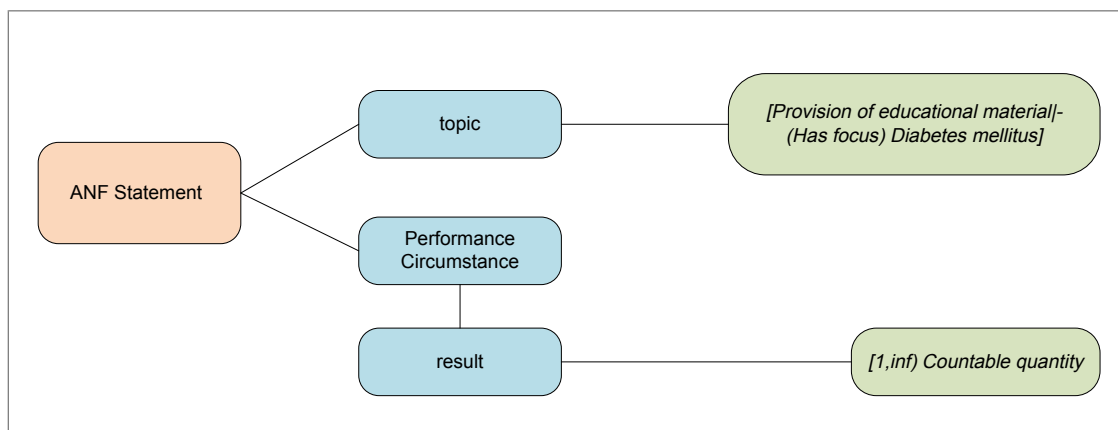 ANF Statement
topic
[Provision of educational material|-
(Has focus) Diabetes mellitus]
Performance
Circumstance
result
[1,inf) Countable quantity